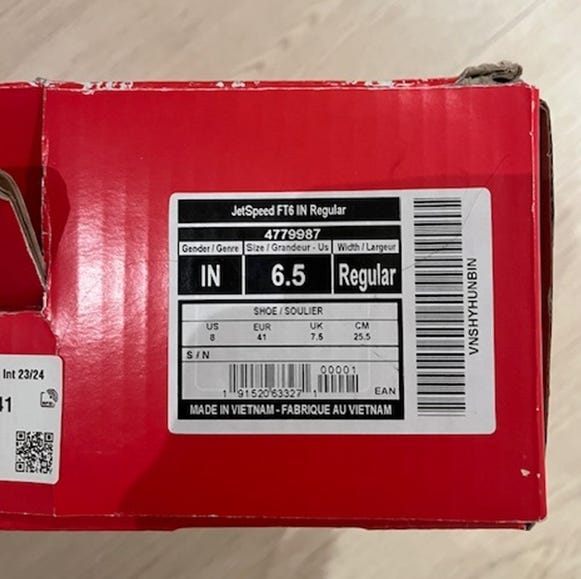 JetSpeed FT6 IN Regular
4779987
Gender / Genre Size / Grandeur - Us Width / Largeur
IN 6.5 Regular
SHOE / SOULIER
US EUR UK CM
8 41 7.5 25.5
S / N
00001
1 91520 63327 1
EAN
MADE IN VIETNAM - FABRIQUE AU VIETNAM
VNSHYHUNBIN
Int 23/24
41